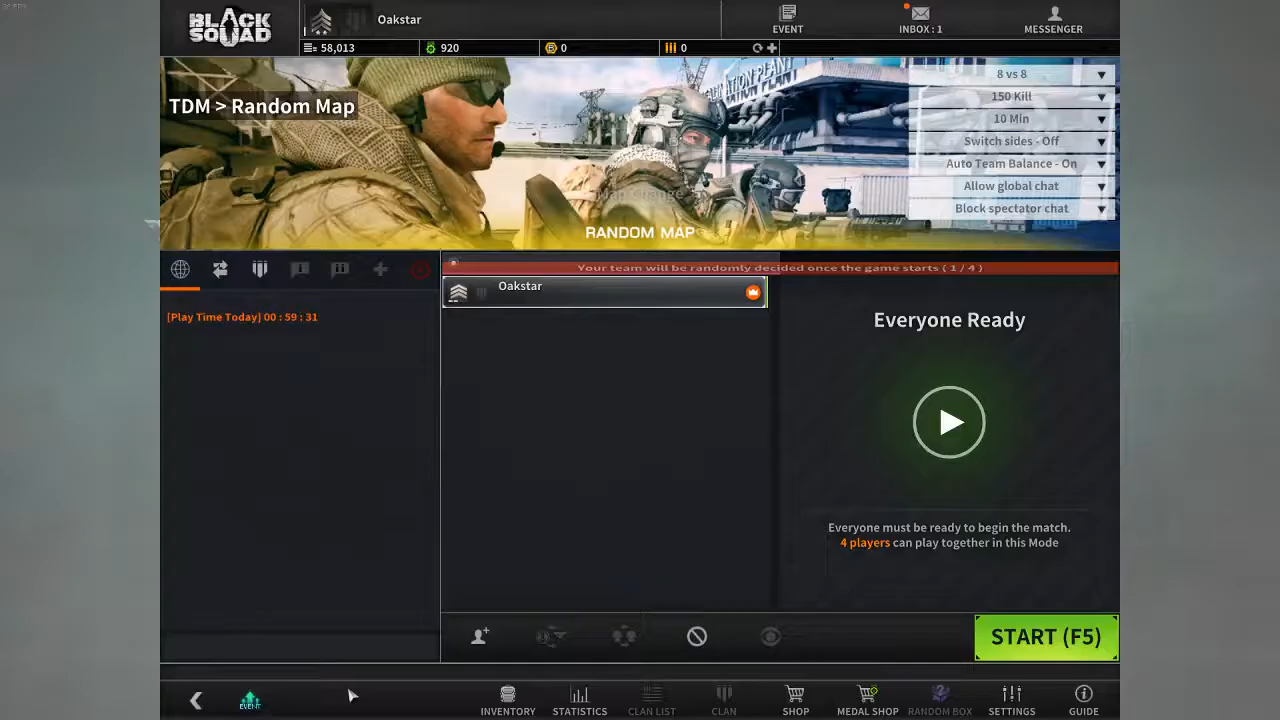 BLACK
SQUAD
Oakstar
EVENT
INBOX : 1
MESSENGER
58,013
920
0
0
TDM > Random Map
8 vs 8
150 Kill
10 Min
Switch sides - Off
Auto Team Balance - On
Allow global chat
Block spectator chat
Map Change
RANDOM MAP
Your team will be randomly decided once the game starts ( 1 / 4 )
Oakstar
[Play Time Today] 00 : 59 : 31
Everyone Ready
Everyone must be ready to begin the match.
4 players can play together in this Mode
START (F5)
EVENT
INVENTORY
STATISTICS
CLAN LIST
CLAN
SHOP
MEDAL SHOP
RANDOM BOX
SETTINGS
GUIDE